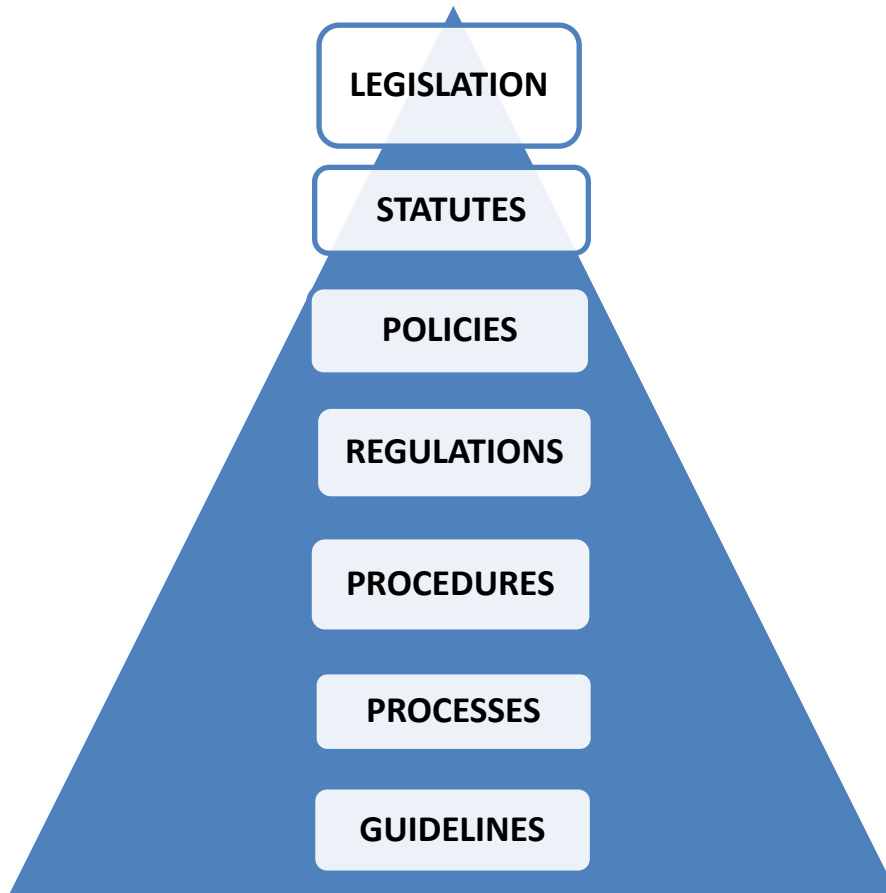 LEGISLATION
STATUTES
POLICIES
REGULATIONS
PROCEDURES
PROCESSES
GUIDELINES